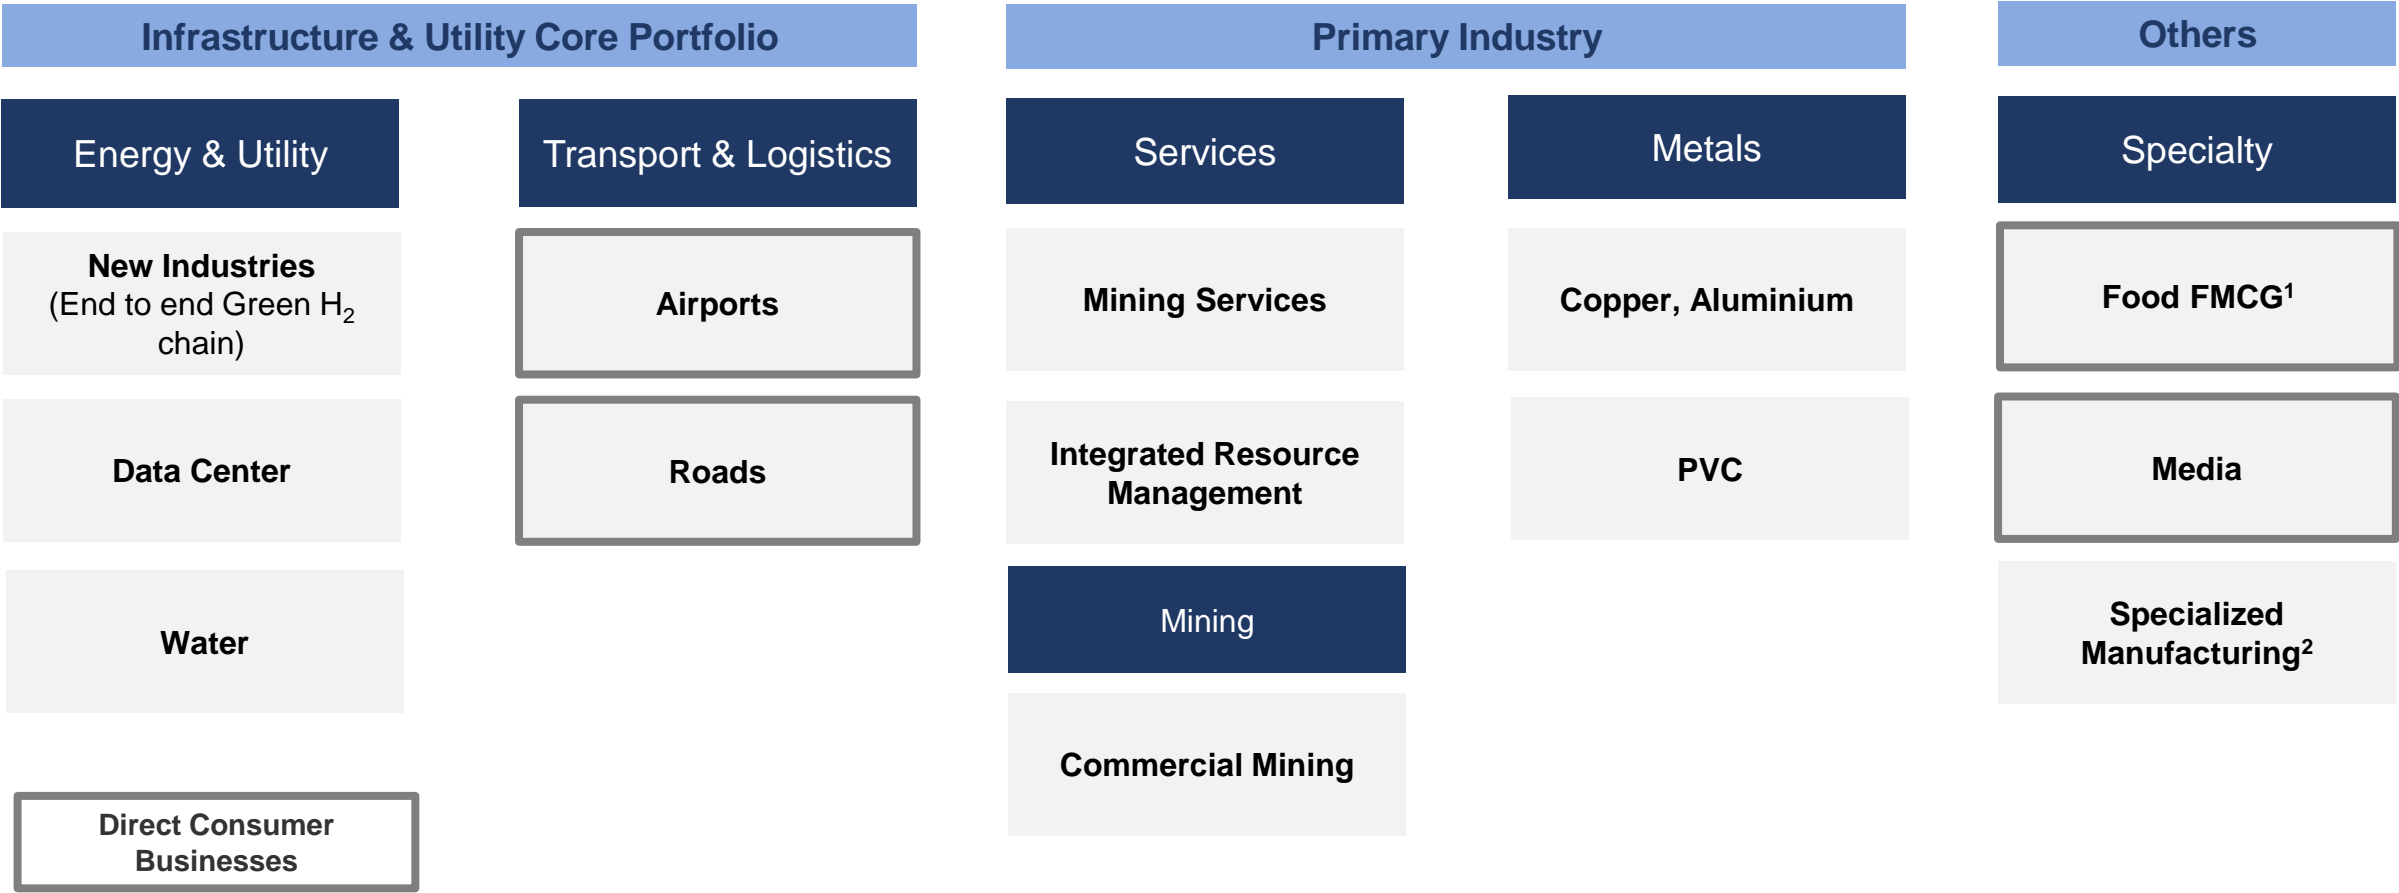 Infrastructure & Utility Core Portfolio
Primary Industry
Others
Energy & Utility
Transport & Logistics
Services
Metals
Specialty
New Industries
(End to end Green H₂
chain)
Airports
Mining Services
Copper, Aluminium
Food FMCG¹
Data Center
Roads
Integrated Resource
Management
PVC
Media
Water
Mining
Specialized
Manufacturing²
Commercial Mining
Direct Consumer
Businesses